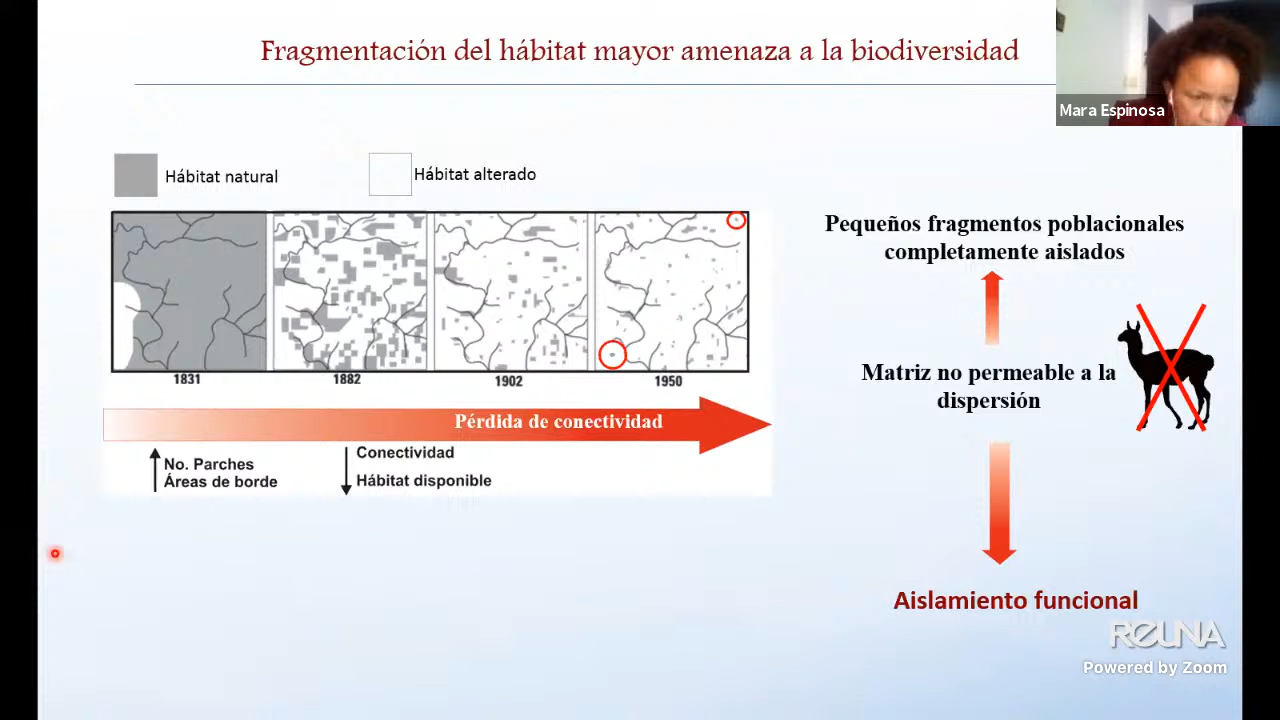 Fragmentación del hábitat mayor amenaza a la biodiversidad
Mara Espinosa
Hábitat natural
Hábitat alterado
1831
1882
1902
1950
Pérdida de conectividad
No. Parches
Áreas de borde
Conectividad
Hábitat disponible
Pequeños fragmentos poblacionales
completamente aislados
Matriz no permeable a la
dispersión
Aislamiento funcional
REUNA
Powered by Zoom